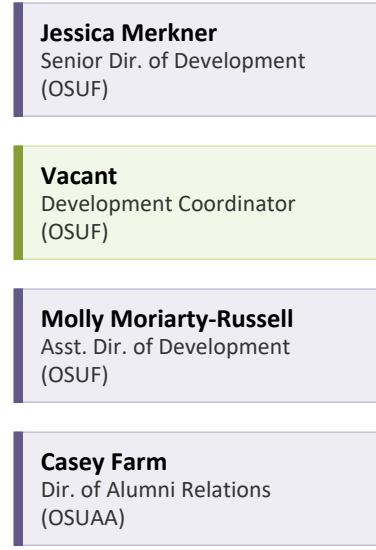 Jessica Merkner
Senior Dir. of Development
(OSUF)
Vacant
Development Coordinator
(OSUF)
Molly Moriarty-Russell
Asst. Dir. of Development
(OSUF)
Casey Farm
Dir. of Alumni Relations
(OSUAA)